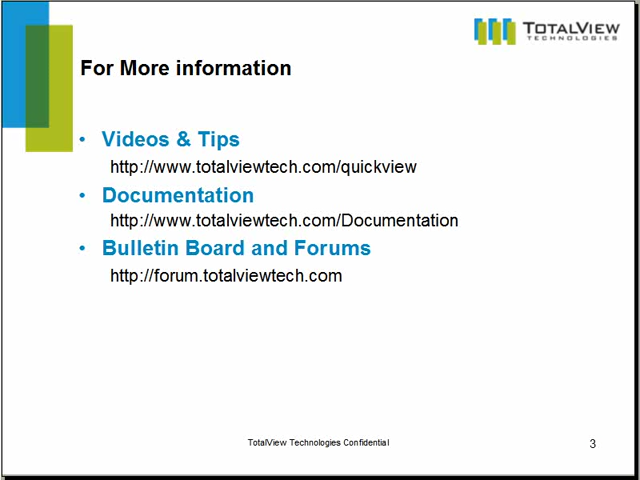 TOTALVIEW
TECHNOLOGIES
For More information
• Videos & Tips
http://www.totalviewtech.com/quickview
• Documentation
http://www.totalviewtech.com/Documentation
• Bulletin Board and Forums
http://forum.totalviewtech.com
TotalView Technologies Confidential
3